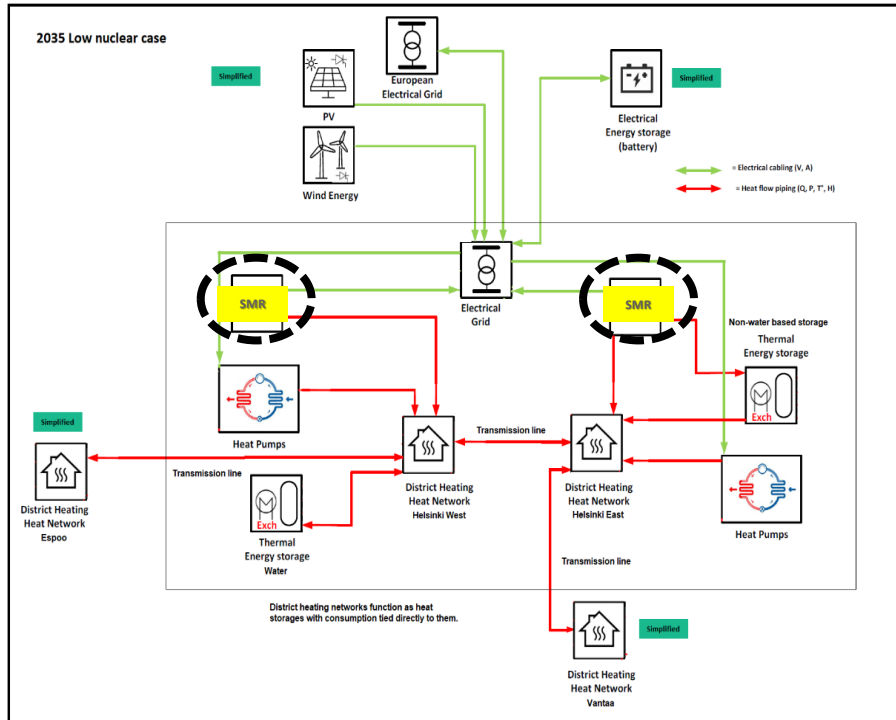 2035 Low nuclear case
Simplified
European
Electrical Grid
PV
Wind Energy
Electrical
Energy storage
(battery)
Simplified
= Electrical cabling (V, A)
= Heat flow piping (Q, P, T°, H)
SMR
Electrical
Grid
SMR
Non-water based storage
Thermal
Energy storage
Exch
Heat Pumps
Simplified
Transmission line
District Heating
Heat Network
Espoo
Exch
Thermal
Energy storage
Water
District Heating
Heat Network
Helsinki West
Transmission line
District Heating
Heat Network
Helsinki East
Heat Pumps
Transmission line
District heating networks function as heat
storages with consumption tied directly to them.
Simplified
District Heating
Heat Network
Vantaa